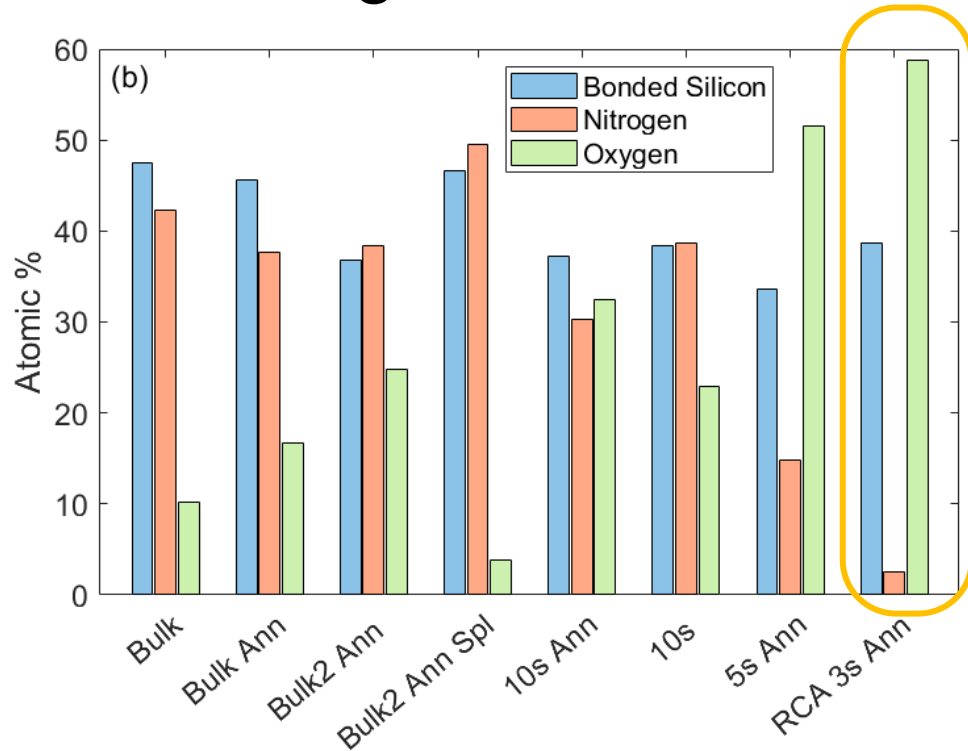 60
(b)
Bonded Silicon
Nitrogen
Oxygen
50
40
30
20
10
0
Atomic %
Bulk
Bulk Ann
Bulk2 Ann
Bulk2 Ann Spl
10s Ann
10s
5s Ann
RCA 3s Ann